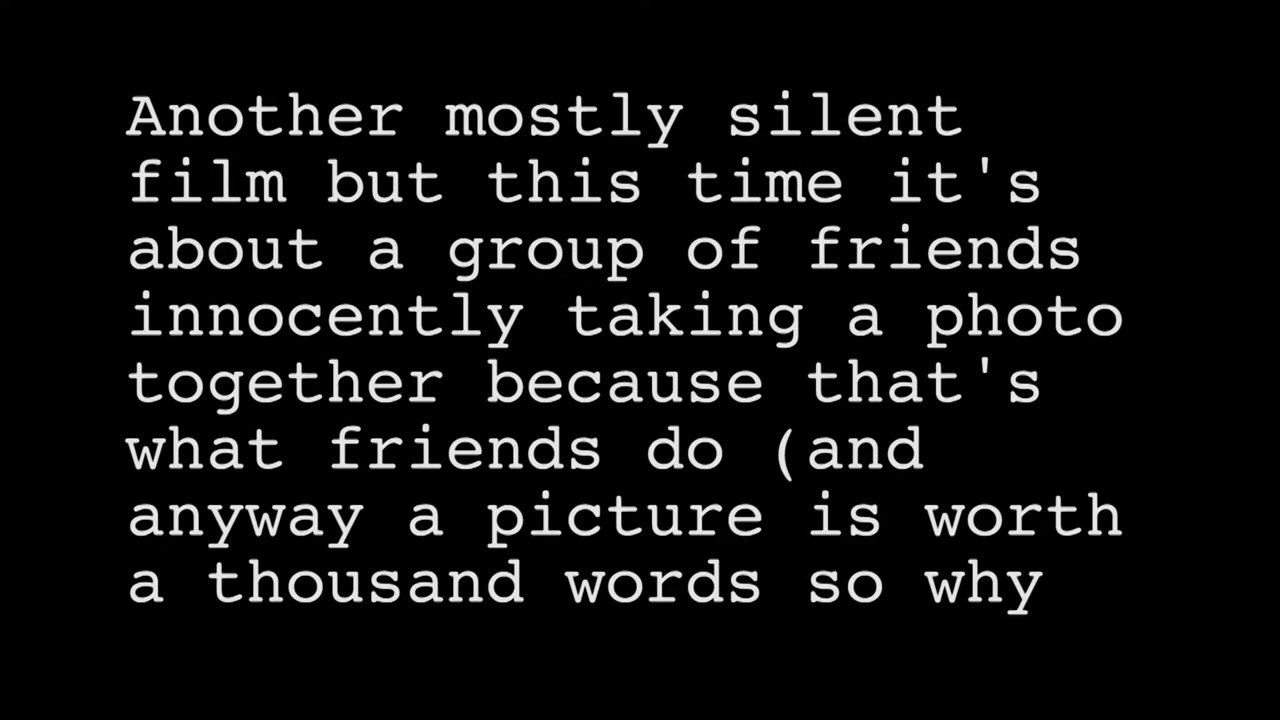 Another mostly silent
film but this time it's
about a group of friends
innocently taking a photo
together because that's
what friends do (and
anyway a picture is worth
a thousand words so why